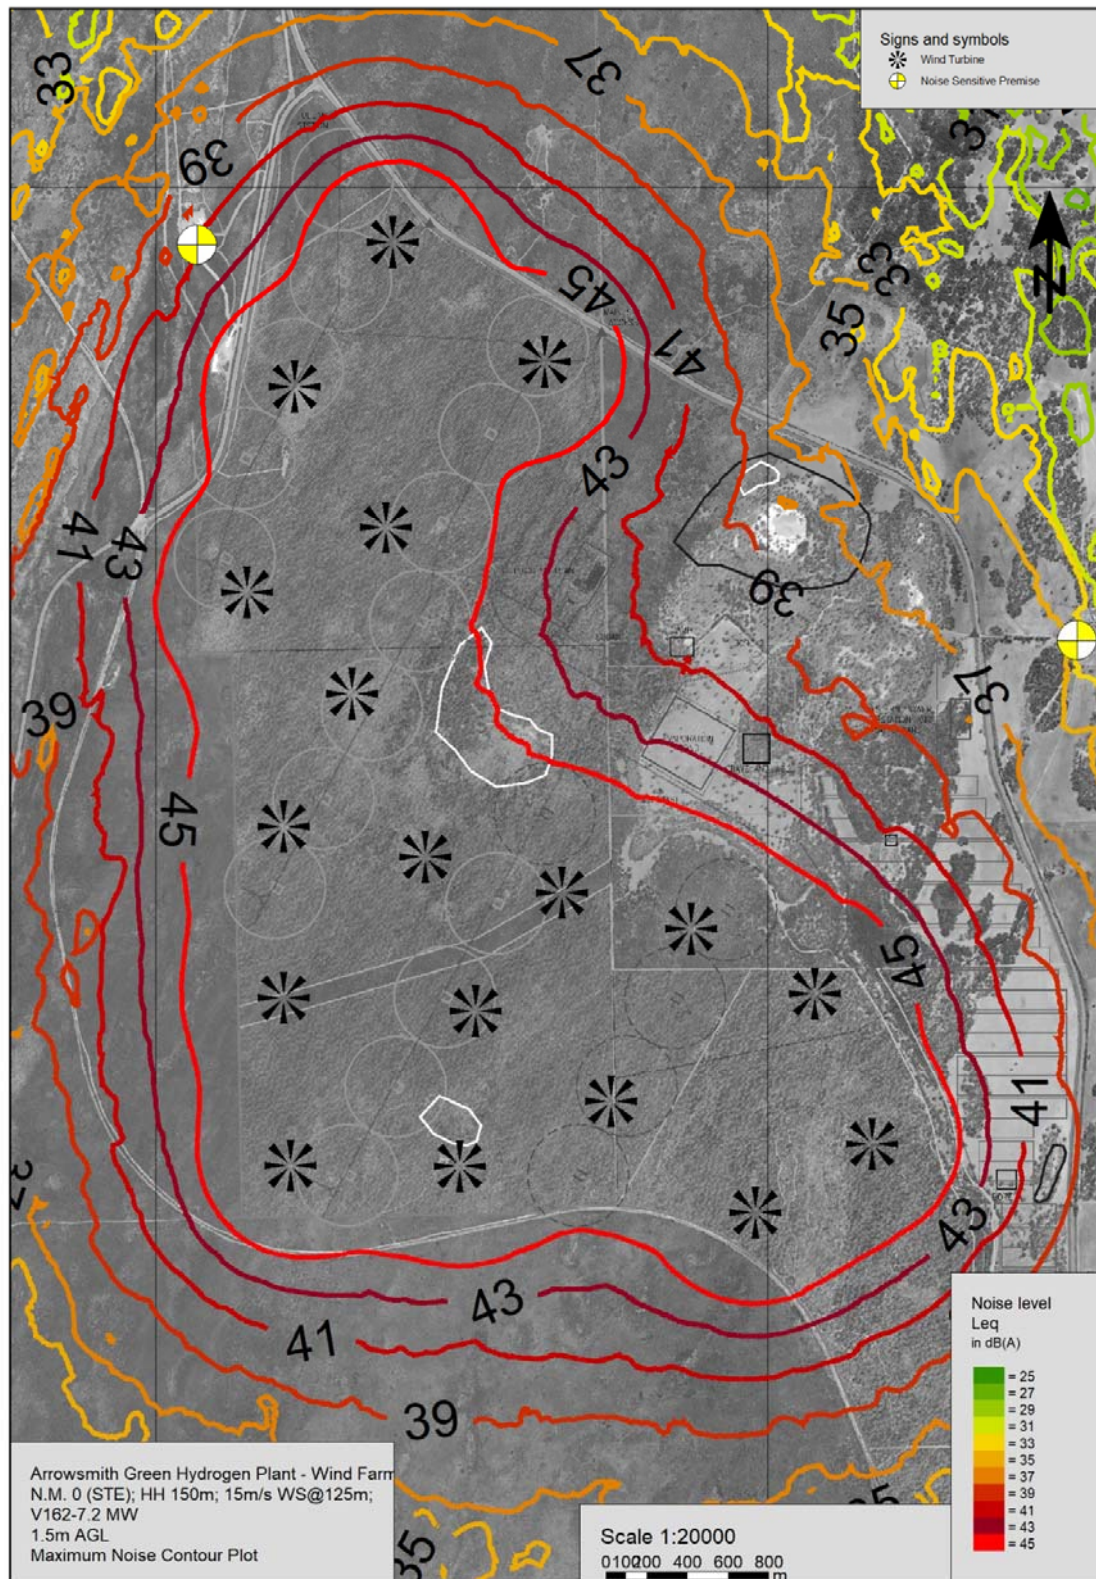 Signs and symbols
Wind Turbine
Noise Sensitive Premise
37
33
39
33
33
45
35
41
43
41
43
39
37
39
45
45
41
43
43
41
39
35
N
Noise level
Leq
in dB(A)
= 25
= 27
= 29
= 31
= 33
= 35
= 37
= 39
= 41
= 43
= 45
Arrowsmith Green Hydrogen Plant - Wind Farm
N.M. 0 (STE); HH 150m; 15m/s WS@125m;
V162-7.2 MW
1.5m AGL
Maximum Noise Contour Plot
Scale 1:20000
0 100 200 400 600 800
m